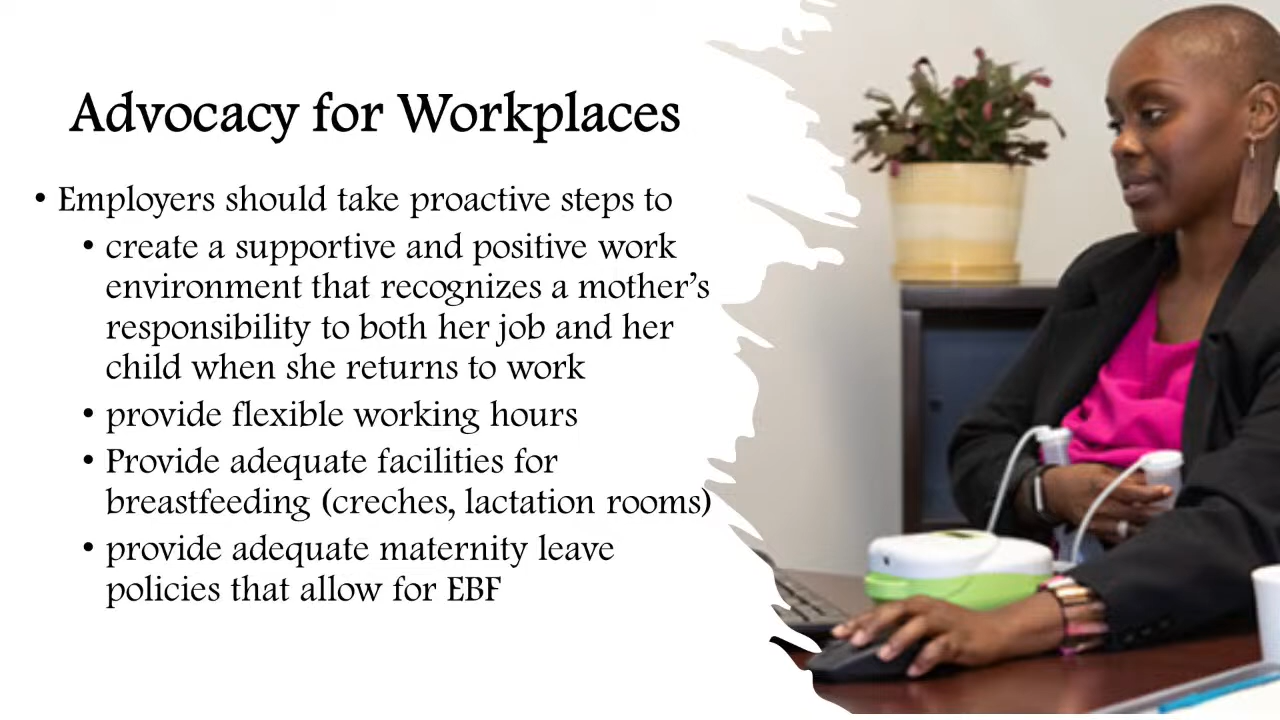 Advocacy for Workplaces
• Employers should take proactive steps to
• create a supportive and positive work
environment that recognizes a mother’s
responsibility to both her job and her
child when she returns to work
• provide flexible working hours
• Provide adequate facilities for
breastfeeding (creches, lactation rooms)
• provide adequate maternity leave
policies that allow for EBF